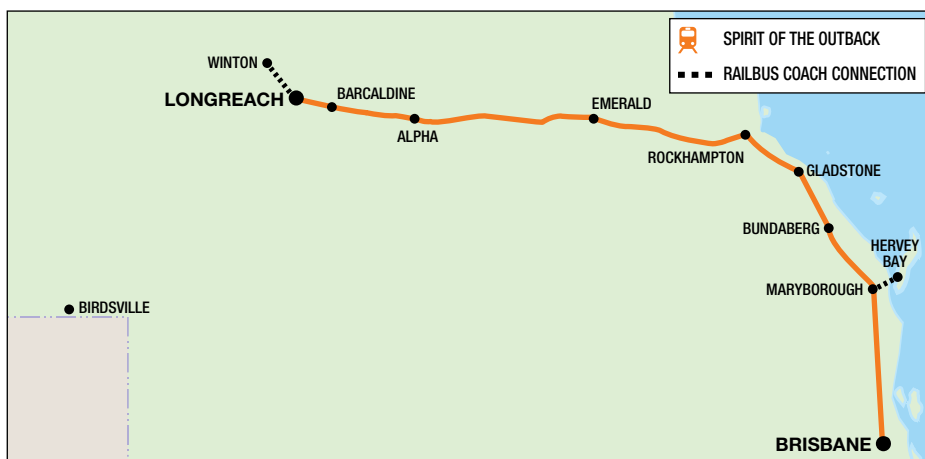 SPIRIT OF THE OUTBACK
RAILBUS COACH CONNECTION
WINTON
LONGREACH
BARCALDINE
ALPHA
EMERALD
ROCKHAMPTON
GLADSTONE
BUNDABERG
HERVEY
BAY
MARYBOROUGH
BIRDSVILLE
BRISBANE